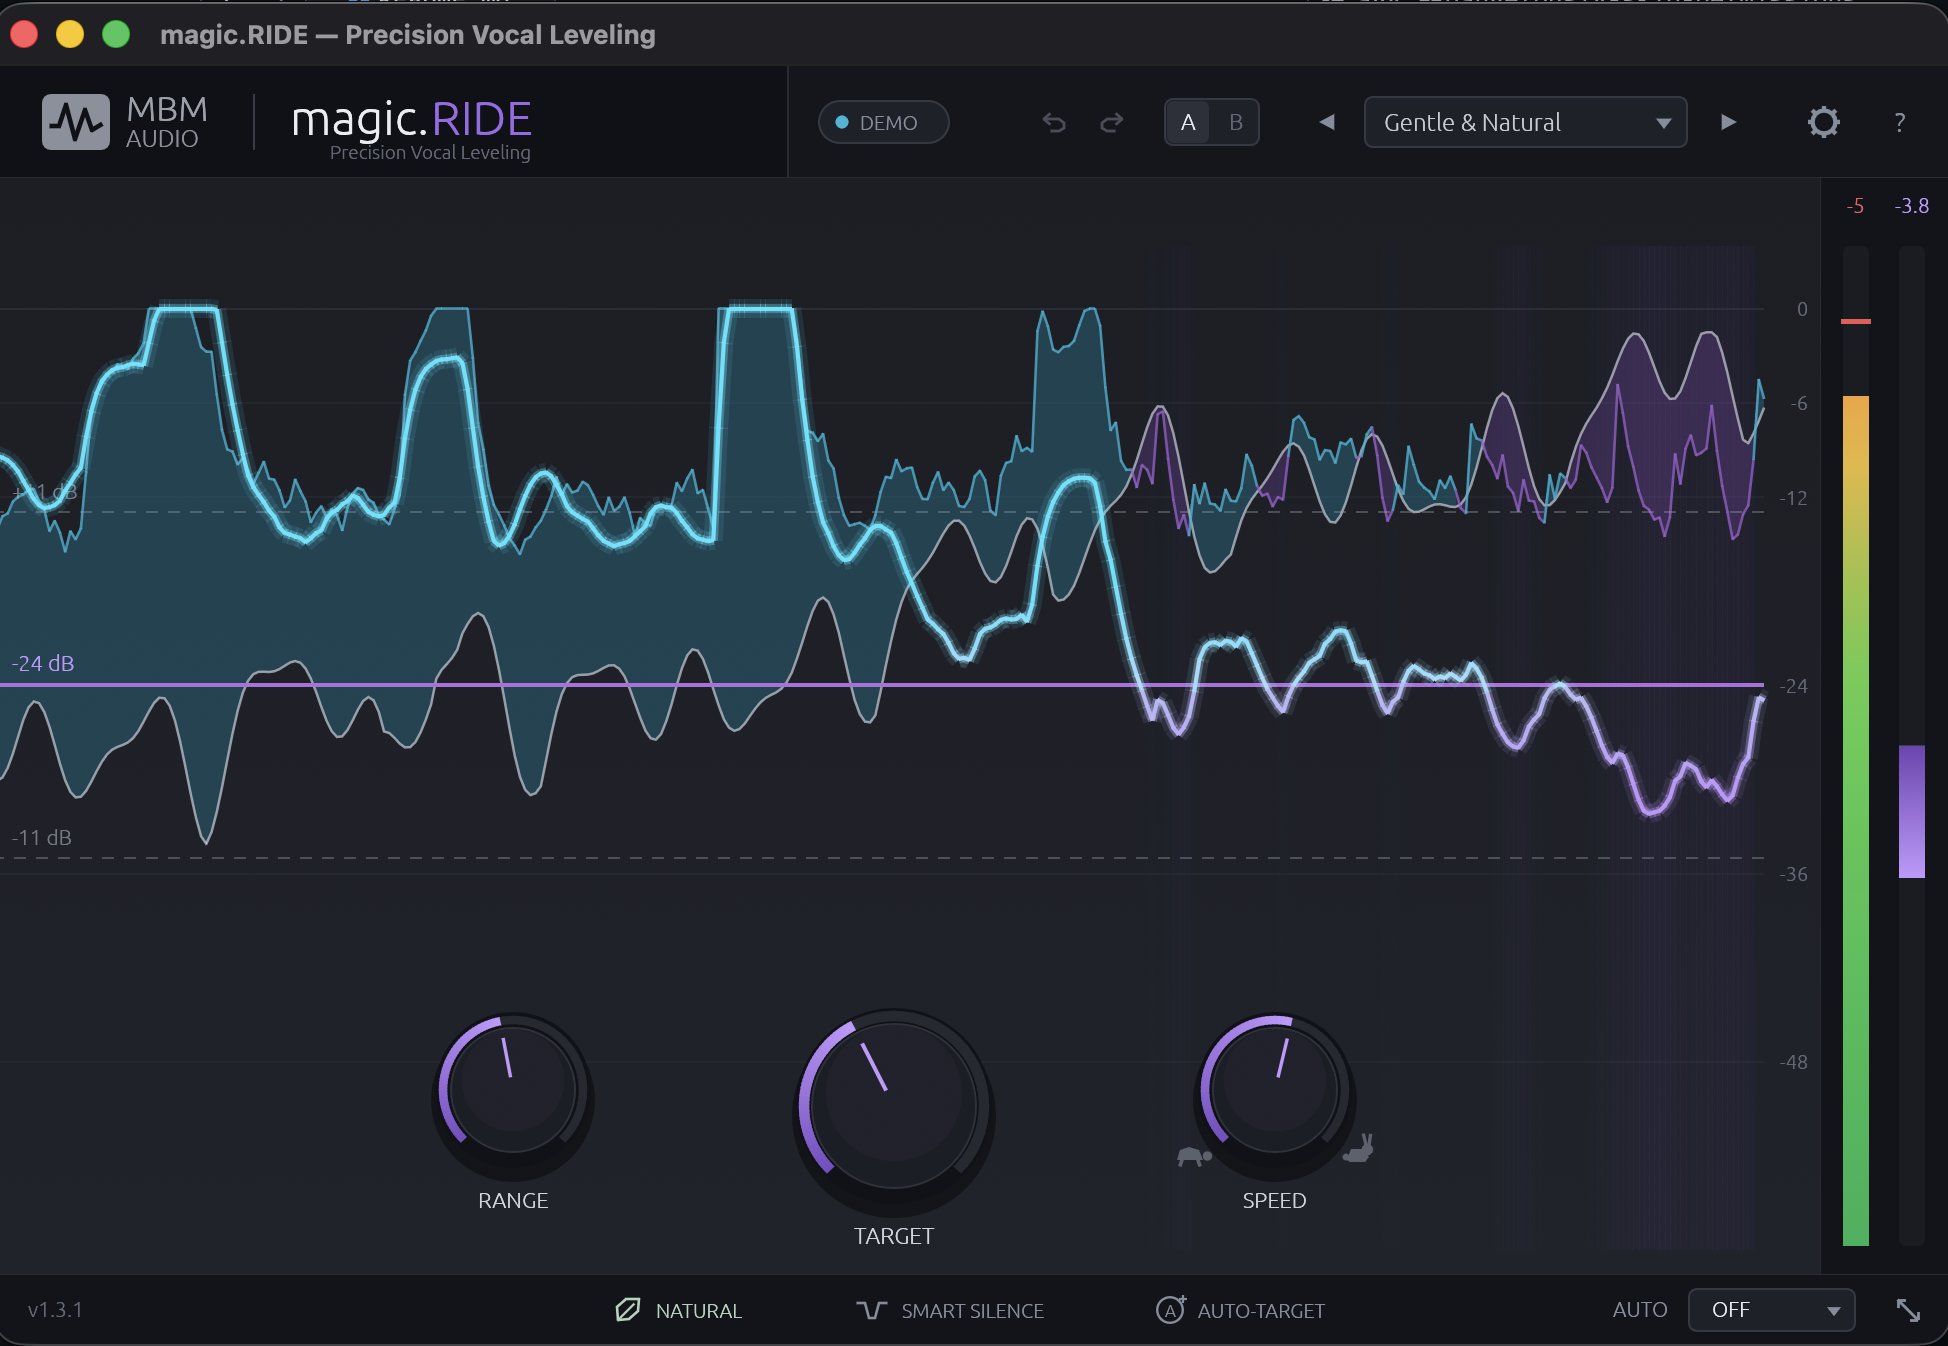 magic.RIDE — Precision Vocal Leveling
MBM
AUDIO
magic.RIDE
Precision Vocal Leveling
DEMO
A B
Gentle & Natural
?
-5 -3.8
0
-6
-12
-24 dB
-24
-11 dB
-36
-48
RANGE
TARGET
SPEED
v1.3.1
NATURAL
SMART SILENCE
A+ AUTO-TARGET
AUTO
OFF